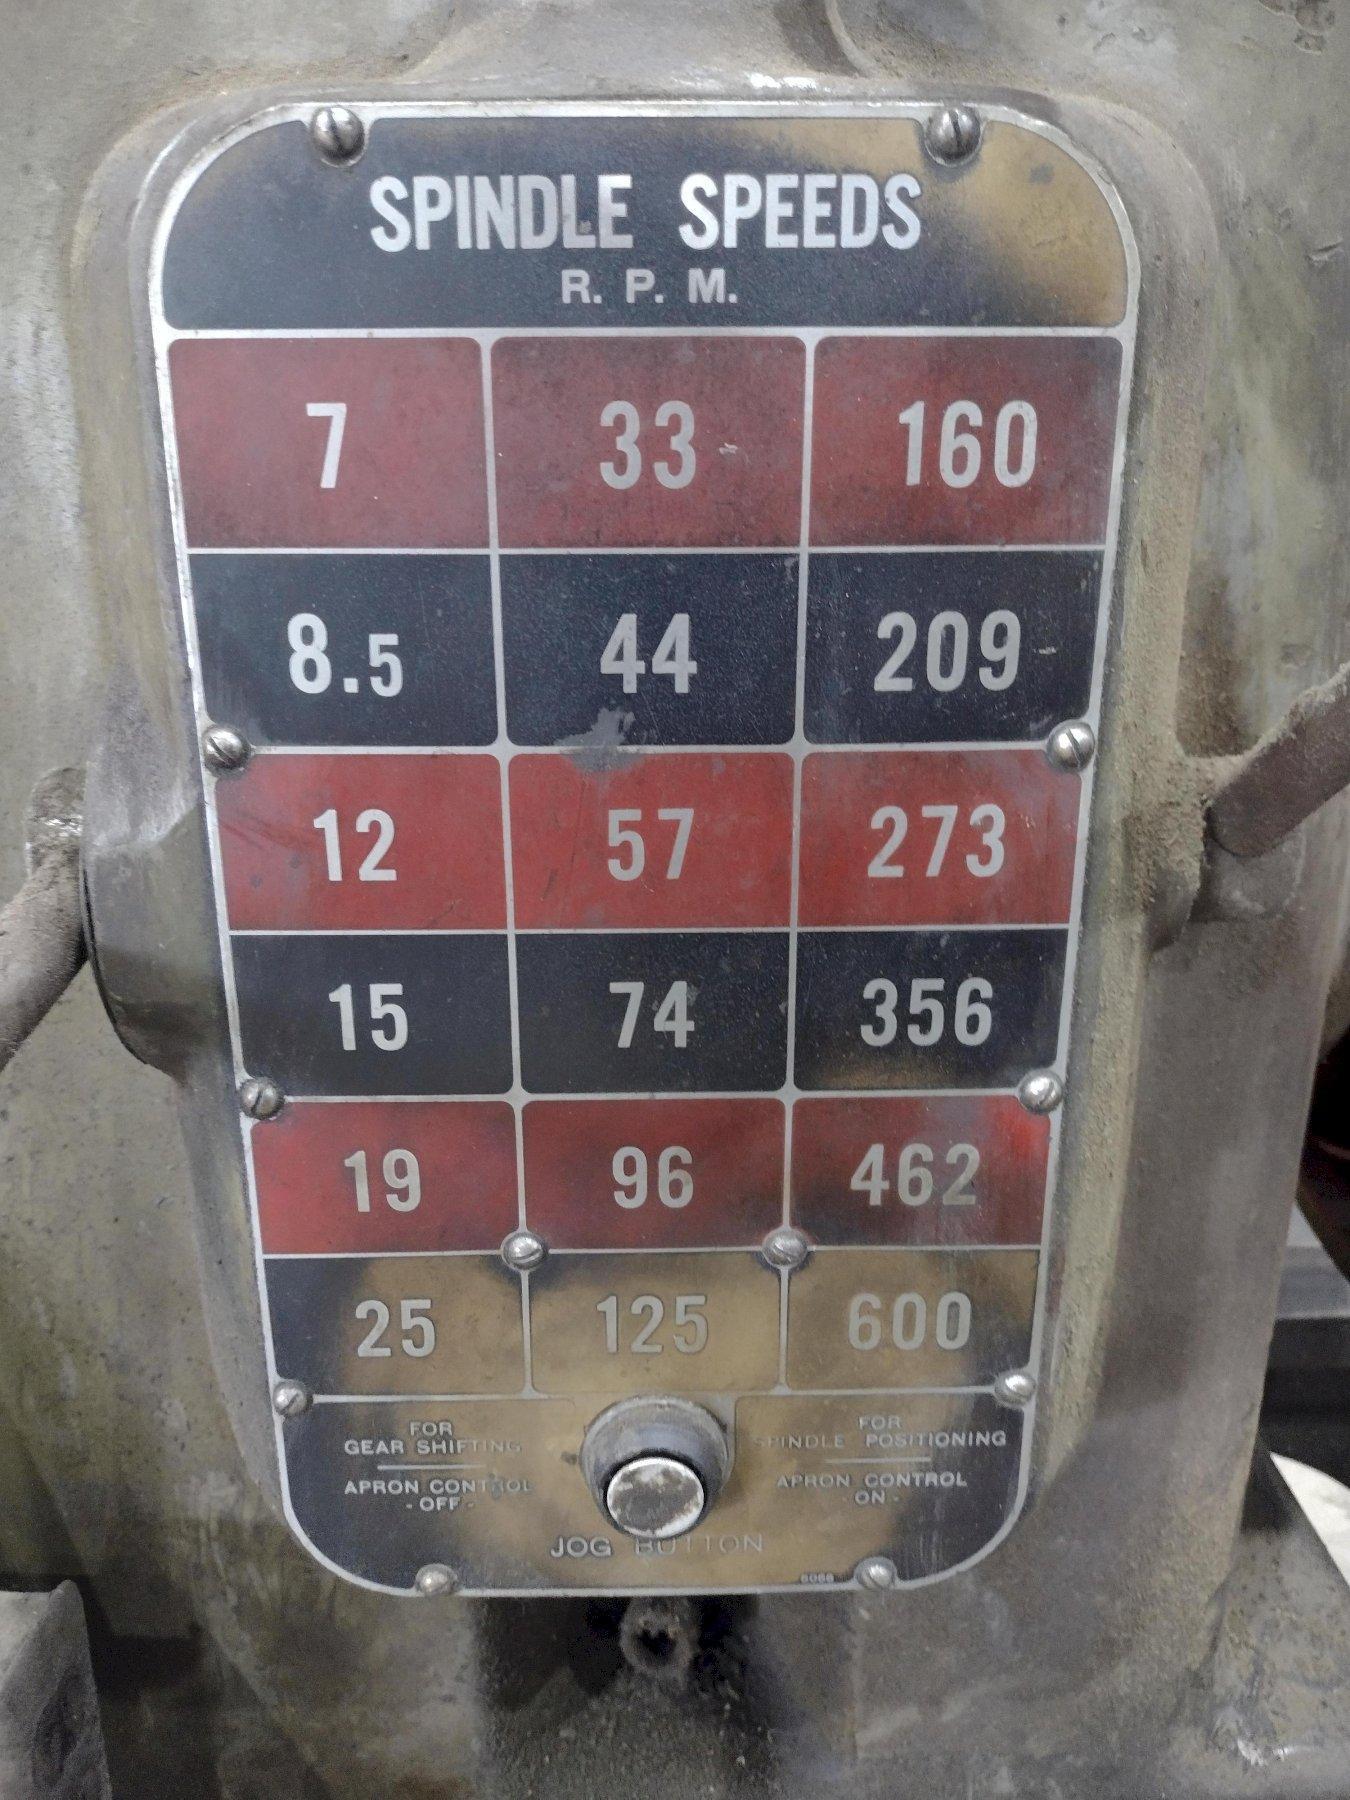 SPINDLE SPEEDS
R. P. M.
7 33 160
8.5 44 209
12 57 273
15 74 356
19 96 462
25 125 600
FOR
GEAR SHIFTING
APRON CONTROL
- OFF -
FOR
SPINDLE POSITIONING
APRON CONTROL
- ON -
JOG BUTTON